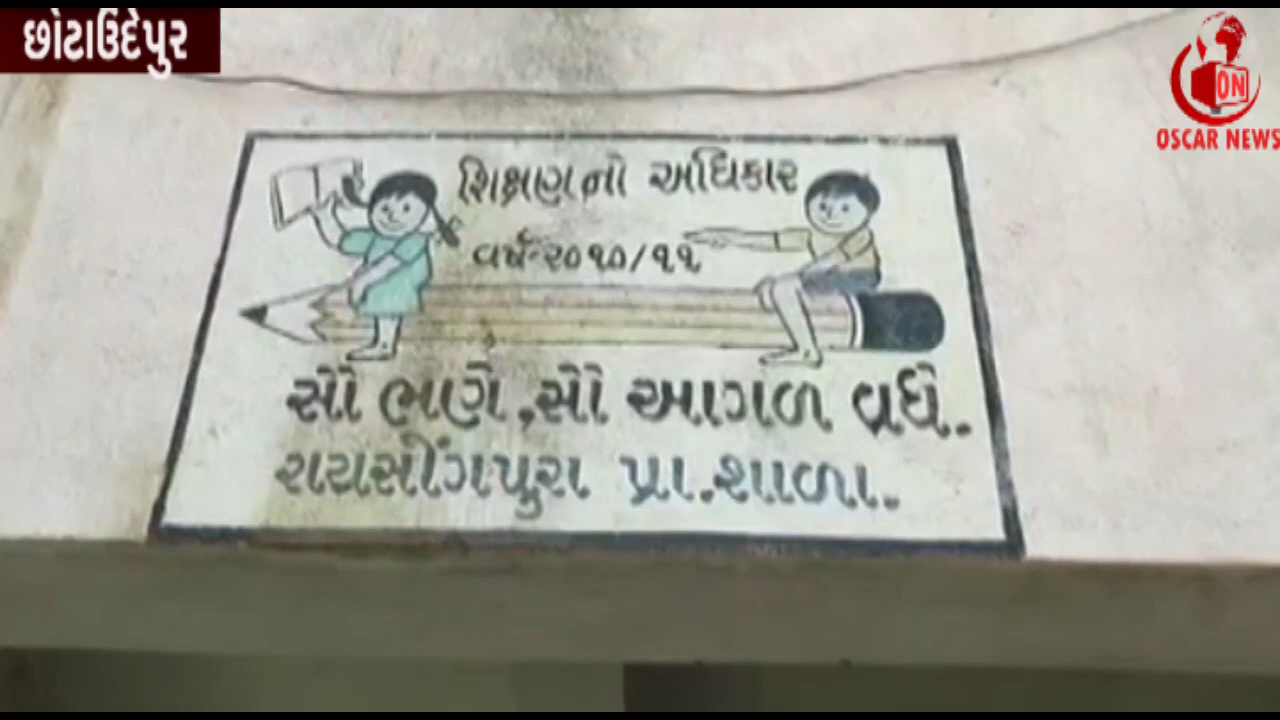 છોટાઉદેપુર
ON
OSCAR NEWS
શિક્ષણનો અધિકાર
વર્ષ-૨૦૧૦/૧૧
સૌ ભણે, સૌ આગળ વધે.
રાયસીંગપુરા પ્રા.શાળા.